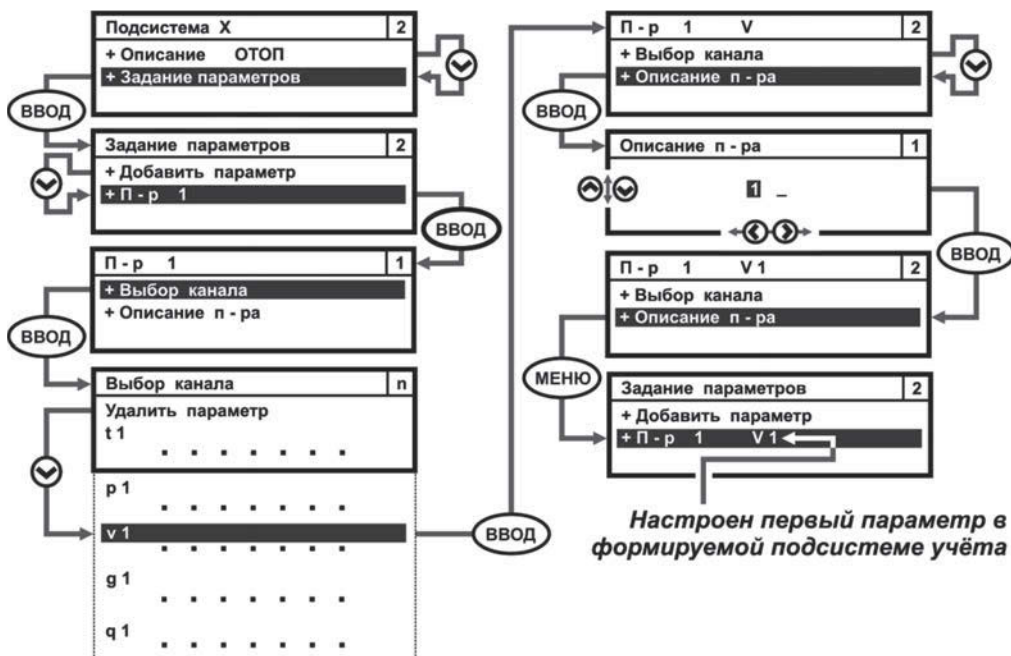 Подсистема X 2
+ Описание ОТОП
+ Задание параметров
ВВОД
Задание параметров 2
+ Добавить параметр
+ П - р 1
ВВОД
П - р 1 1
+ Выбор канала
+ Описание п - ра
ВВОД
Выбор канала n
Удалить параметр
t 1
. . . . . . .
p 1
. . . . . . .
v 1
. . . . . . .
g 1
. . . . . . .
q 1
. . . . . . .
ВВОД
П - р 1 V 2
+ Выбор канала
+ Описание п - ра
ВВОД
Описание п - ра 1
1 _
ВВОД
П - р 1 V 1 2
+ Выбор канала
+ Описание п - ра
МЕНЮ
Задание параметров 2
+ Добавить параметр
+ П - р 1 V 1
Настроен первый параметр в
формируемой подсистеме учёта